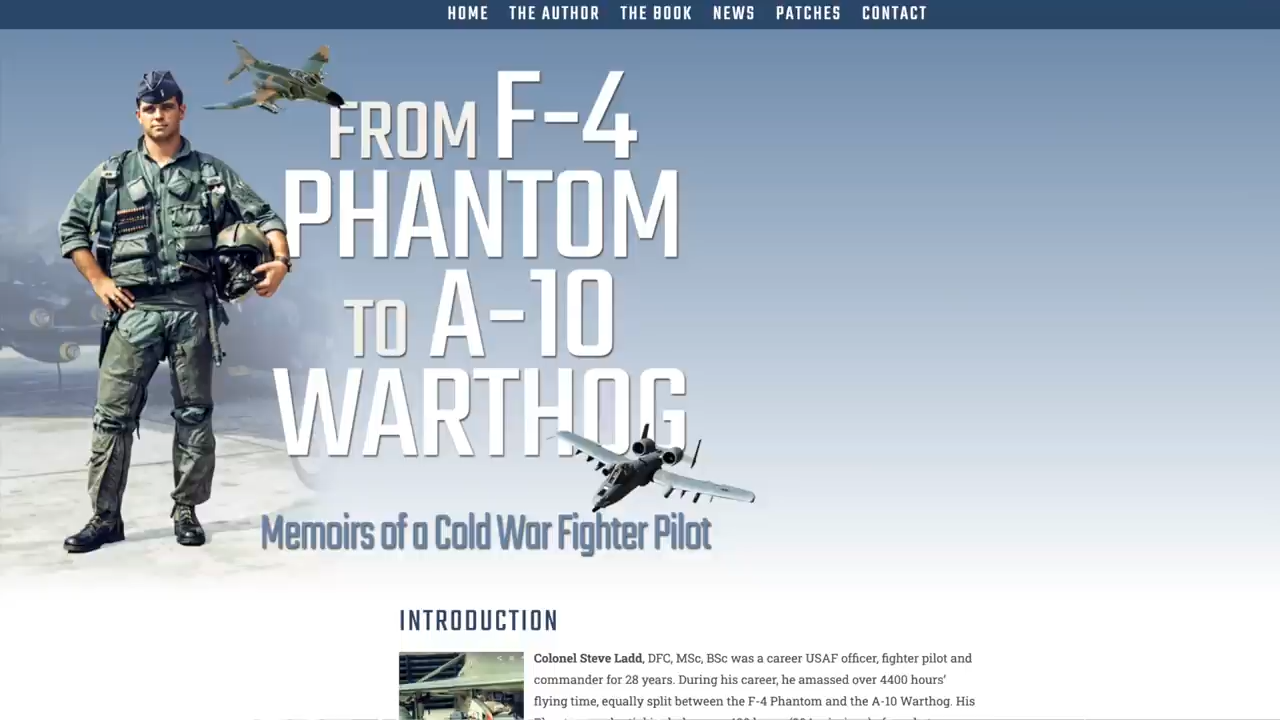 HOME THE AUTHOR THE BOOK NEWS PATCHES CONTACT
FROM F-4
PHANTOM
TO A-10
WARTHOG
Memoirs of a Cold War Fighter Pilot
INTRODUCTION
Colonel Steve Ladd, DFC, MSc, BSc was a career USAF officer, fighter pilot and
commander for 28 years. During his career, he amassed over 4400 hours'
flying time, equally split between the F-4 Phantom and the A-10 Warthog. His